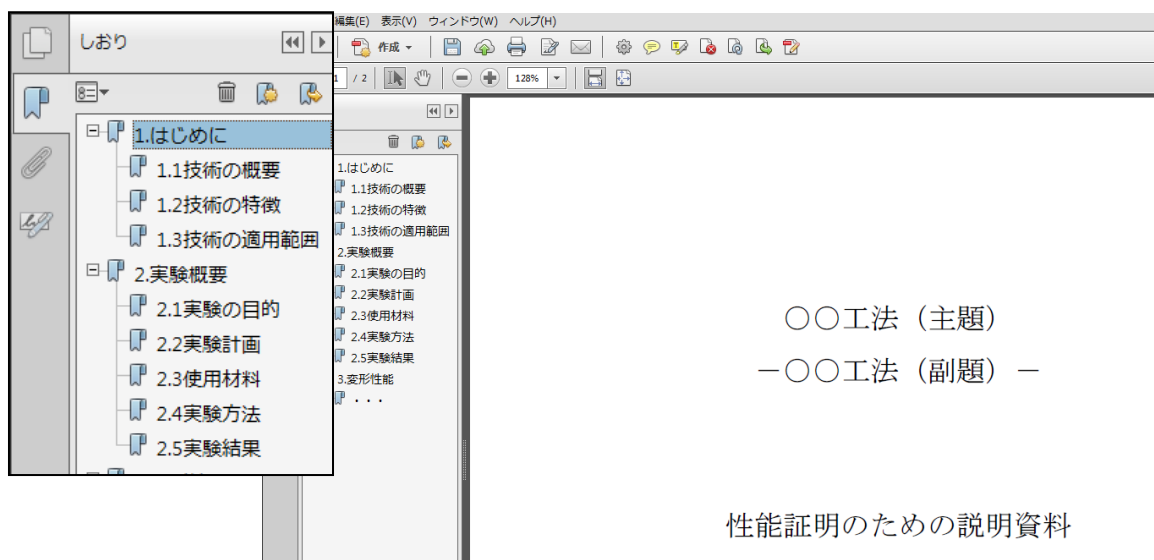 しおり
1.はじめに
1.1技術の概要
1.2技術の特徴
1.3技術の適用範囲
2.実験概要
2.1実験の目的
2.2実験計画
2.3使用材料
2.4実験方法
2.5実験結果
編集(E) 表示(V) ウィンドウ(W) ヘルプ(H)
作成
1 / 2 128%
1.はじめに
1.1技術の概要
1.2技術の特徴
1.3技術の適用範囲
2.実験概要
2.1実験の目的
2.2実験計画
2.3使用材料
2.4実験方法
2.5実験結果
3.変形性能
・・・
〇〇工法（主題）
－〇〇工法（副題）－
性能証明のための説明資料